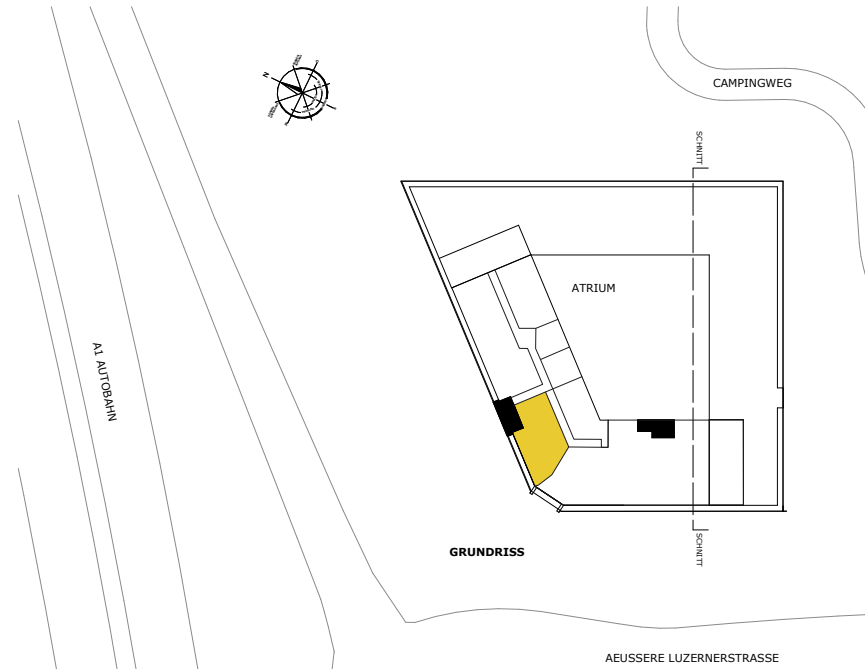 CAMPINGWEG
N
SCHNITT
ATRIUM
A1 AUTOBAHN
GRUNDRISS
SCHNITT
AEUSSERE LUZERNERSTRASSE